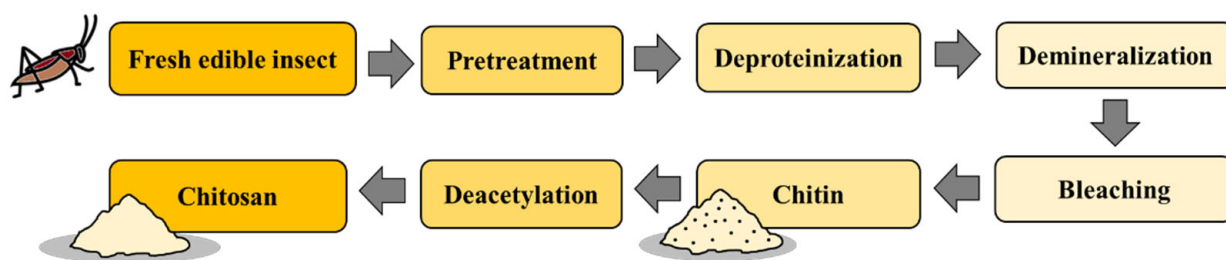 Fresh edible insect
Pretreatment
Deproteinization
Demineralization
Bleaching
Chitin
Deacetylation
Chitosan